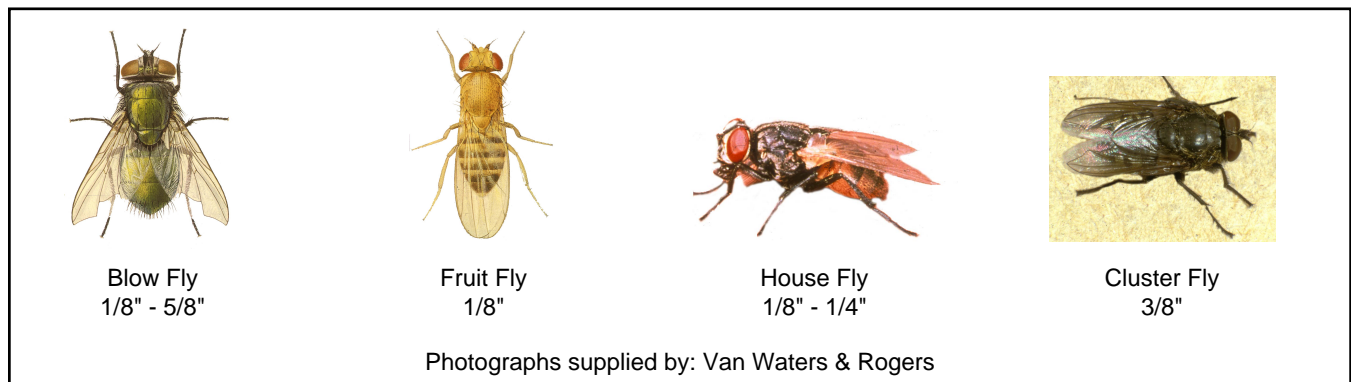 Blow Fly
1/8" - 5/8"
Fruit Fly
1/8"
House Fly
1/8" - 1/4"
Cluster Fly
3/8"
Photographs supplied by: Van Waters & Rogers